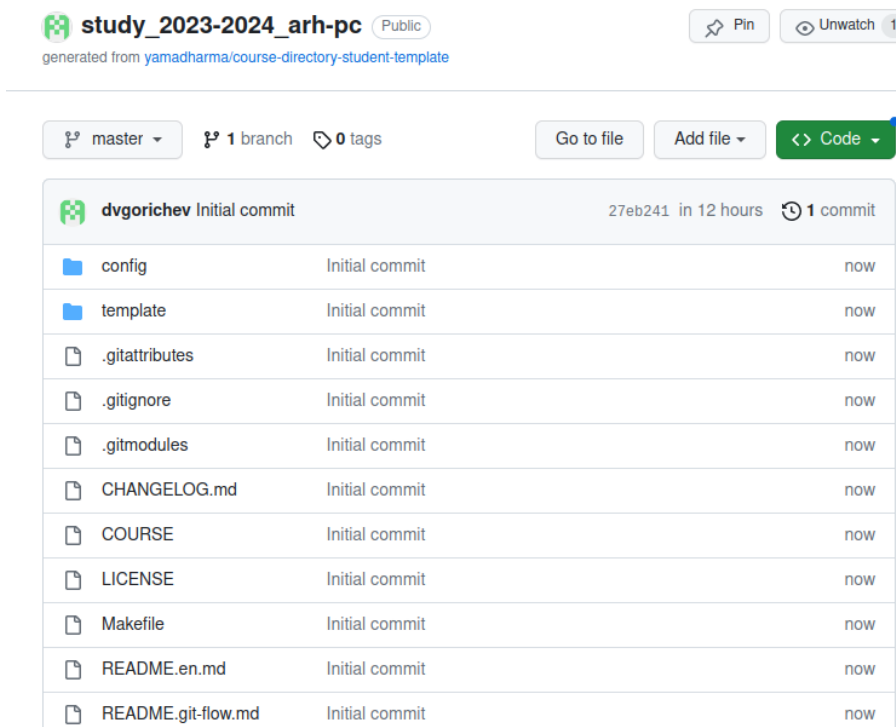 study_2023-2024_arh-pc Public Pin Unwatch 1
generated from yamadharma/course-directory-student-template
master 1 branch 0 tags Go to file Add file <> Code
dvgorichev Initial commit 27eb241 in 12 hours 1 commit
config Initial commit now
template Initial commit now
.gitattributes Initial commit now
.gitignore Initial commit now
.gitmodules Initial commit now
CHANGELOG.md Initial commit now
COURSE Initial commit now
LICENSE Initial commit now
Makefile Initial commit now
README.en.md Initial commit now
README.git-flow.md Initial commit now